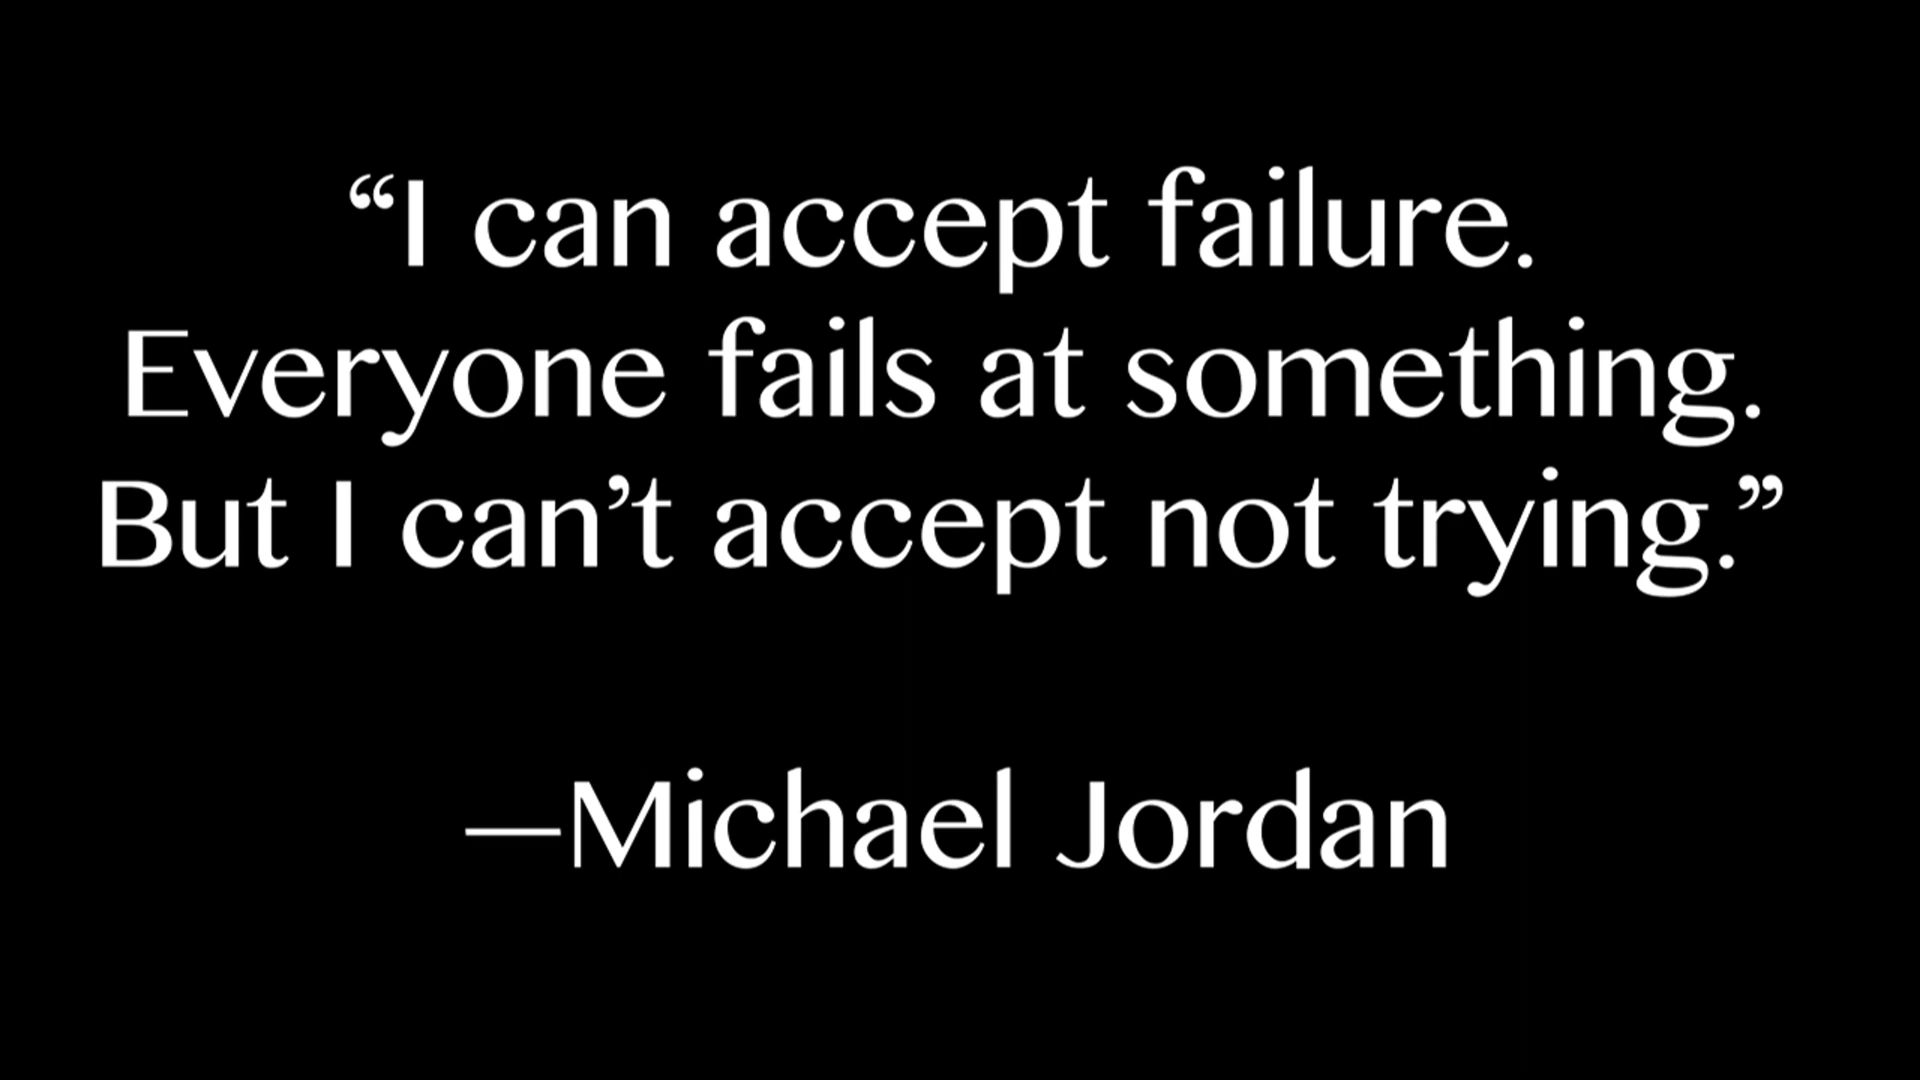 “I can accept failure.
Everyone fails at something.
But I can’t accept not trying.”
—Michael Jordan